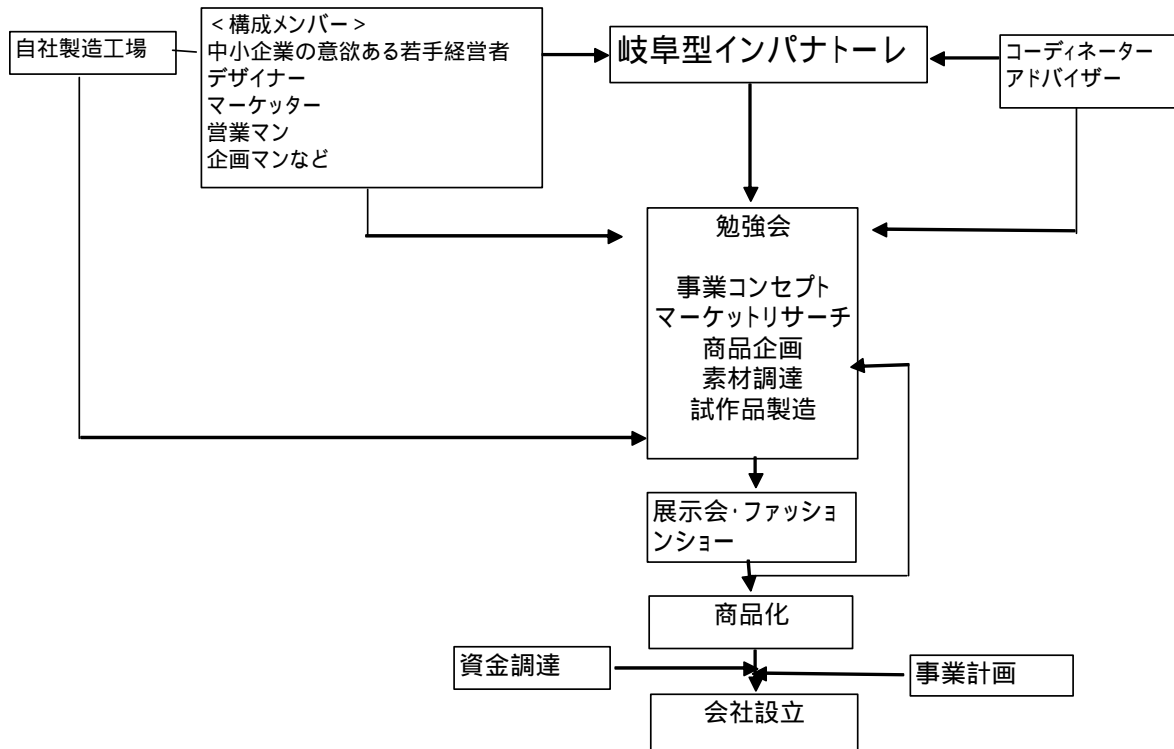 自社製造工場
<構成メンバー>
中小企業の意欲ある若手経営者
デザイナー
マーケッター
営業マン
企画マンなど
岐阜型インパナトーレ
コーディネーター
アドバイザー
勉強会
事業コンセプト
マーケットリサーチ
商品企画
素材調達
試作品製造
展示会・ファッショ
ンショー
商品化
資金調達
事業計画
会社設立